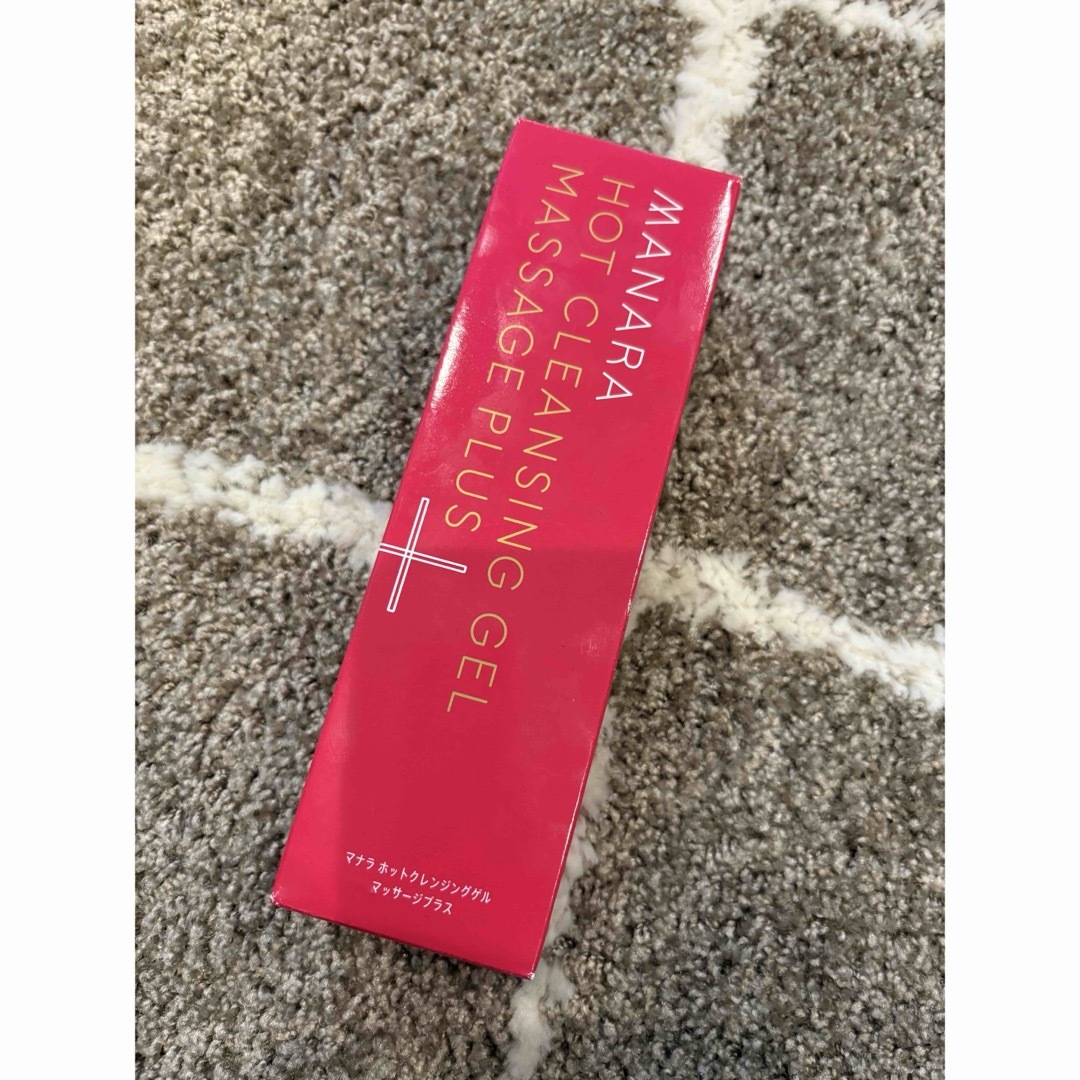 MANARA
HOT CLEANSING GEL
MASSAGE PLUS
マナラ ホットクレンジングゲル
マッサージプラス